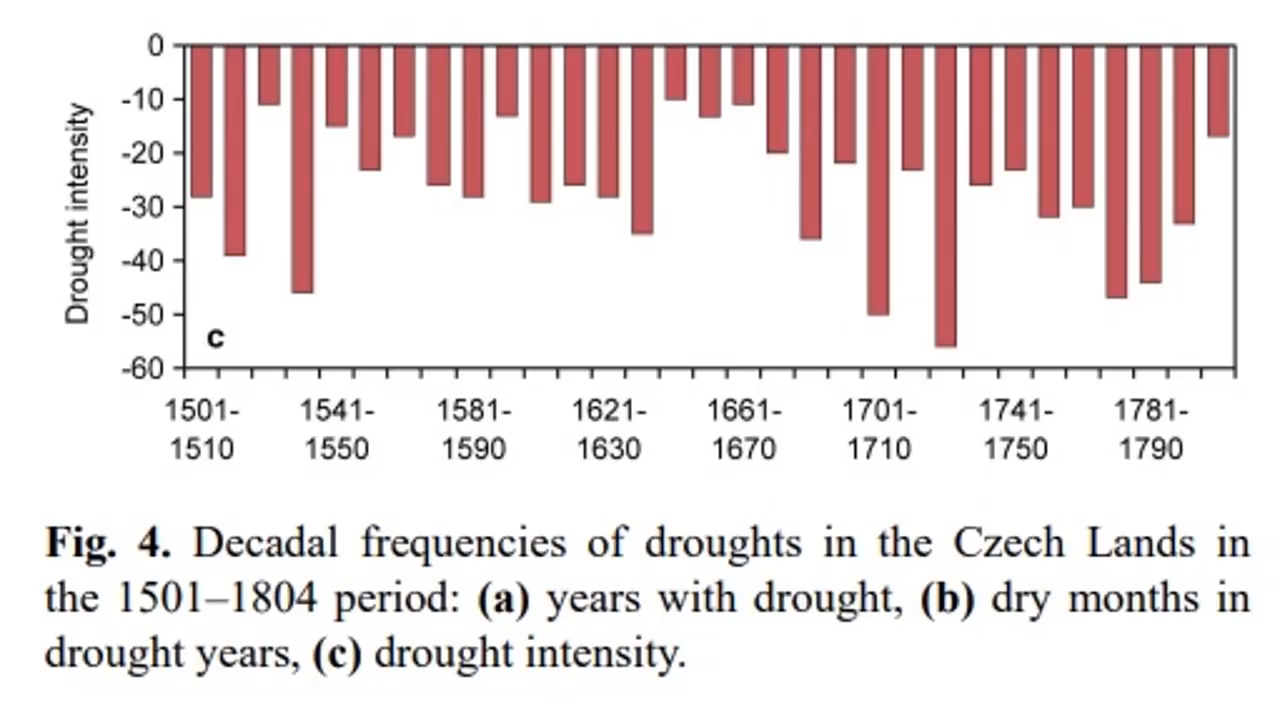 0
-10
-20
-30
-40
-50
-60
Drought intensity
c
1501- 1541- 1581- 1621- 1661- 1701- 1741- 1781-
1510 1550 1590 1630 1670 1710 1750 1790
Fig. 4. Decadal frequencies of droughts in the Czech Lands in
the 1501–1804 period: (a) years with drought, (b) dry months in
drought years, (c) drought intensity.